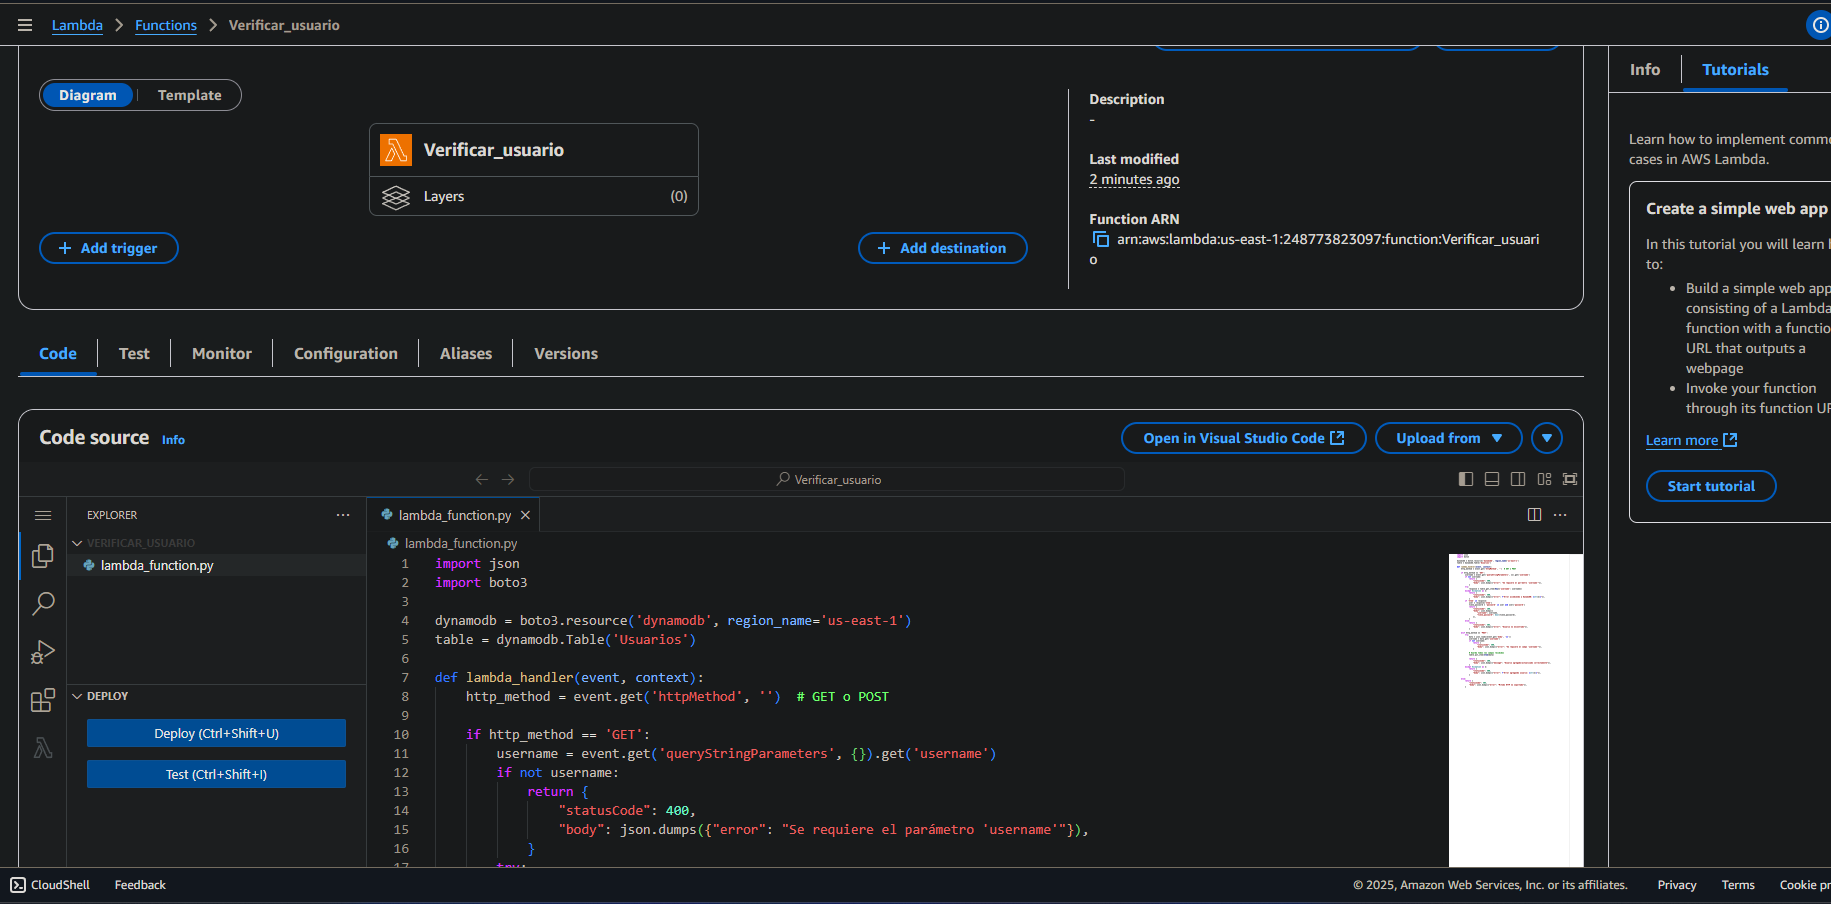 Lambda > Functions > Verificar_usuario
Diagram
Template
Verificar_usuario
Layers (0)
+ Add trigger
+ Add destination
Description
-
Last modified
2 minutes ago
Function ARN
arn:aws:lambda:us-east-1:248773823097:function:Verificar_usuari
o
Info
Tutorials
Learn how to implement commo
cases in AWS Lambda.
Create a simple web app
In this tutorial you will learn
to:
• Build a simple web app
consisting of a Lambda
function with a functio
URL that outputs a
webpage
• Invoke your function
through its function
Learn more
Start tutorial
Code
Test
Monitor
Configuration
Aliases
Versions
Code source Info
Open in Visual Studio Code
Upload from
Verificar_usuario
EXPLORER
VERIFICAR_USUARIO
lambda_function.py
DEPLOY
Deploy (Ctrl+Shift+U)
Test (Ctrl+Shift+I)
lambda_function.py
lambda_function.py
1 import json
2 import boto3
3
4 dynamodb = boto3.resource('dynamodb', region_name='us-east-1')
5 table = dynamodb.Table('Usuarios')
6
7 def lambda_handler(event, context):
8 http_method = event.get('httpMethod', '') # GET o POST
9
10 if http_method == 'GET':
11 username = event.get('queryStringParameters', {}).get('username')
12 if not username:
13 return {
14 "statusCode": 400,
15 "body": json.dumps({"error": "Se requiere el parámetro 'username'"}),
16 }
17 try:
CloudShell
Feedback
© 2025, Amazon Web Services, Inc. or its affiliates.
Privacy
Terms
Cookie pr